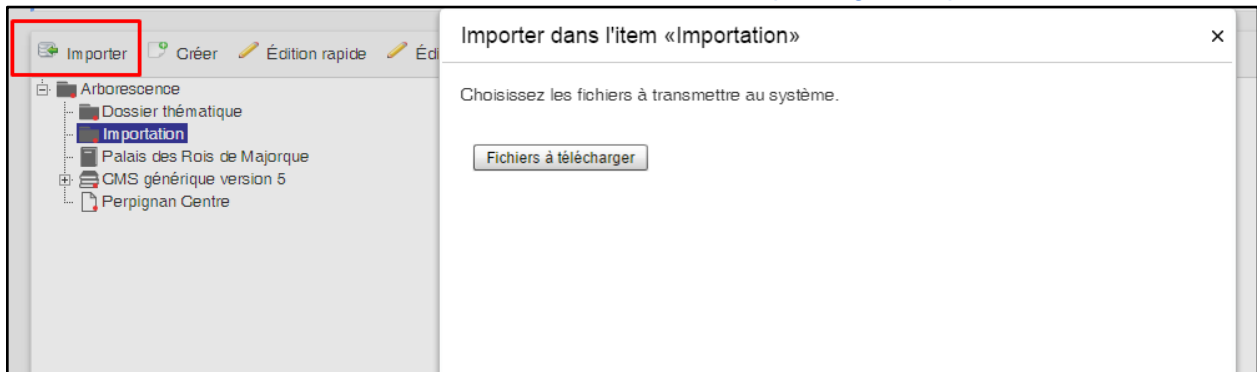 Importer Créer Édition rapide Édi
Arborescence
Dossier thématique
Importation
Palais des Rois de Majorque
CMS générique version 5
Perpignan Centre
Importer dans l'item «Importation» ×
Choisissez les fichiers à transmettre au système.
Fichiers à télécharger